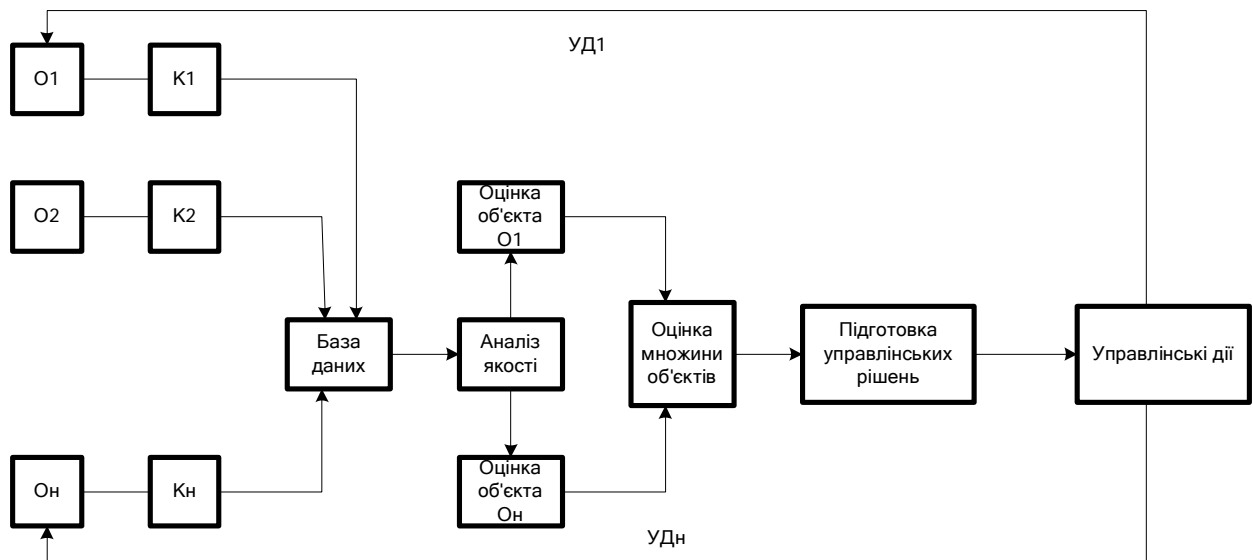 УД1
О1
К1
О2
К2
Оцінка
об'єкта
О1
База
даних
Аналіз
якості
Оцінка
множини
об'єктів
Підготовка
управлінських
рішень
Управлінські дії
Он
Кн
Оцінка
об'єкта
Он
УДн